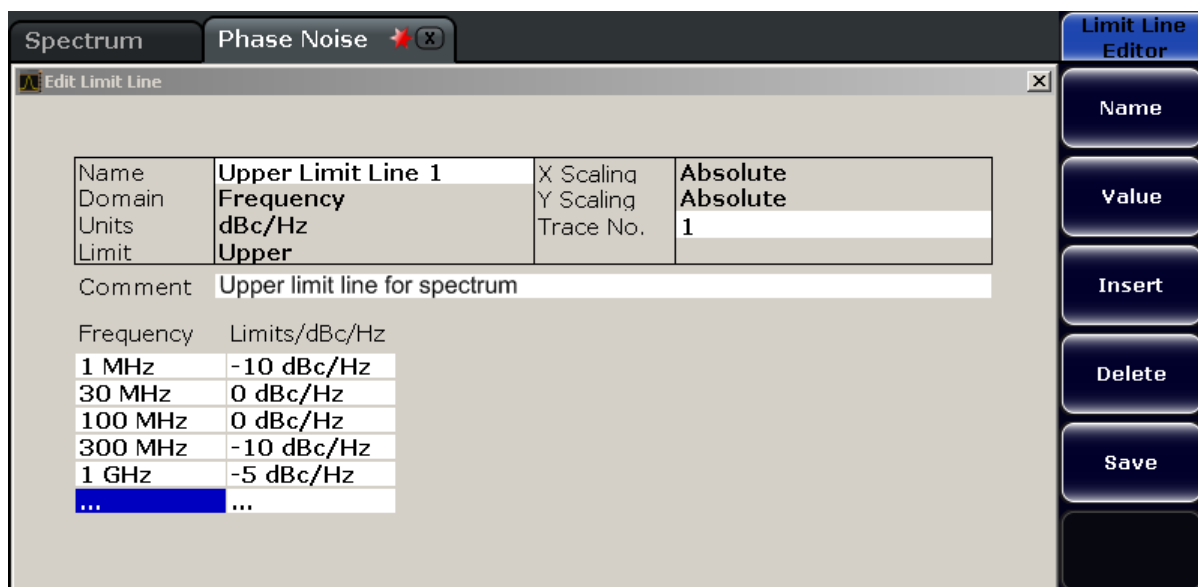 Spectrum
Phase Noise
Limit Line
Editor
Edit Limit Line
Name
Value
Insert
Delete
Save
Name Upper Limit Line 1 X Scaling Absolute
Domain Frequency Y Scaling Absolute
Units dBc/Hz Trace No. 1
Limit Upper
Comment Upper limit line for spectrum
Frequency Limits/dBc/Hz
1 MHz -10 dBc/Hz
30 MHz 0 dBc/Hz
100 MHz 0 dBc/Hz
300 MHz -10 dBc/Hz
1 GHz -5 dBc/Hz
... ...